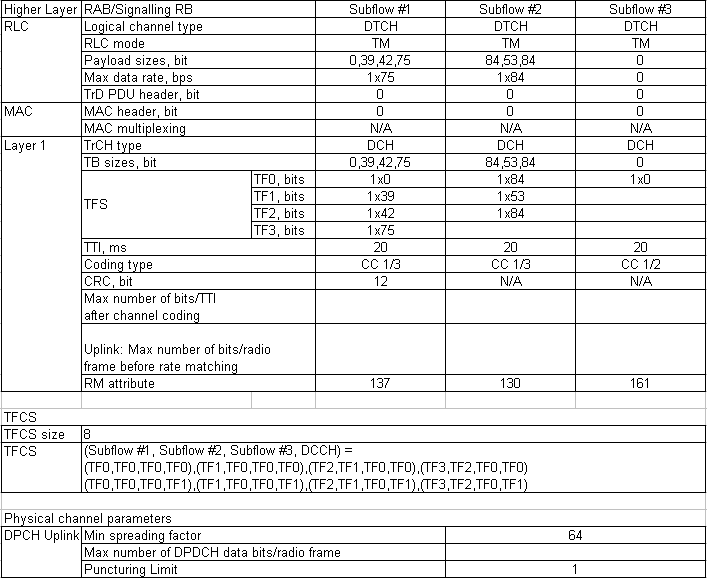 Higher Layer RAB/Signalling RB Subflow #1 Subflow #2 Subflow #3
RLC Logical channel type DTCH DTCH DTCH
RLC mode TM TM TM
Payload sizes, bit 0,39,42,75 84,53,84 0
Max data rate, bps 1x75 1x84
TrD PDU header, bit 0 0 0
MAC MAC header, bit 0 0 0
MAC multiplexing N/A N/A N/A
Layer 1 TrCH type DCH DCH DCH
TB sizes, bit 0,39,42,75 84,53,84 0
TFS TF0, bits 1x0 1x84 1x0
TF1, bits 1x39 1x53
TF2, bits 1x42 1x84
TF3, bits 1x75
TTI, ms 20 20 20
Coding type CC 1/3 CC 1/3 CC 1/2
CRC, bit 12 N/A N/A
Max number of bits/TTI
after channel coding
Uplink: Max number of bits/radio
frame before rate matching
RM attribute 137 130 161
TFCS
TFCS size 8
TFCS (Subflow #1, Subflow #2, Subflow #3, DCCH) =
(TF0,TF0,TF0,TF0),(TF1,TF0,TF0,TF0),(TF2,TF1,TF0,TF0),(TF3,TF2,TF0,TF0)
(TF0,TF0,TF0,TF1),(TF1,TF0,TF0,TF1),(TF2,TF1,TF0,TF1),(TF3,TF2,TF0,TF1)
Physical channel parameters
DPCH Uplink Min spreading factor 64
Max number of DPDCH data bits/radio frame
Puncturing Limit 1